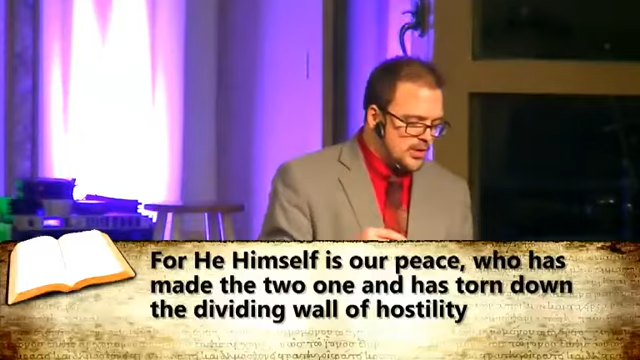 For He Himself is our peace, who has
made the two one and has torn down
the dividing wall of hostility